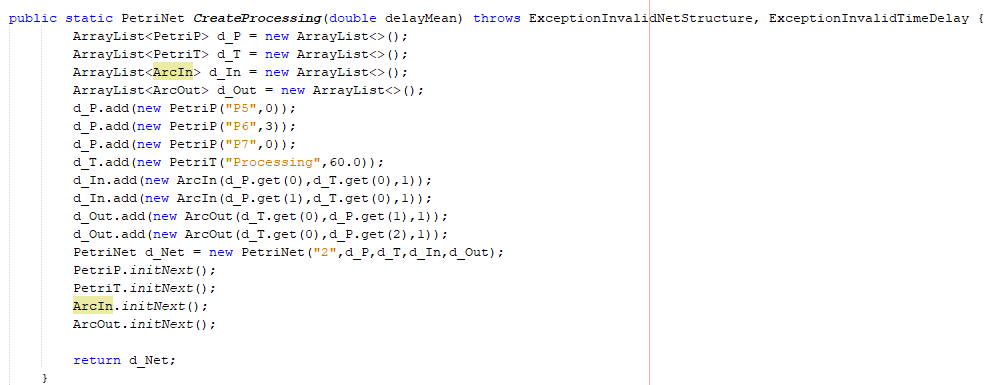 public static PetriNet CreateProcessing(double delayMean) throws ExceptionInvalidNetStructure, ExceptionInvalidTimeDelay {
ArrayList<PetriP> d_P = new ArrayList<>();
ArrayList<PetriT> d_T = new ArrayList<>();
ArrayList<ArcIn> d_In = new ArrayList<>();
ArrayList<ArcOut> d_Out = new ArrayList<>();
d_P.add(new PetriP("P5",0));
d_P.add(new PetriP("P6",3));
d_P.add(new PetriP("P7",0));
d_T.add(new PetriT("Processing",60.0));
d_In.add(new ArcIn(d_P.get(0),d_T.get(0),1));
d_In.add(new ArcIn(d_P.get(1),d_T.get(0),1));
d_Out.add(new ArcOut(d_T.get(0),d_P.get(1),1));
d_Out.add(new ArcOut(d_T.get(0),d_P.get(2),1));
PetriNet d_Net = new PetriNet("2",d_P,d_T,d_In,d_Out);
PetriP.initNext();
PetriT.initNext();
ArcIn.initNext();
ArcOut.initNext();
return d_Net;
}